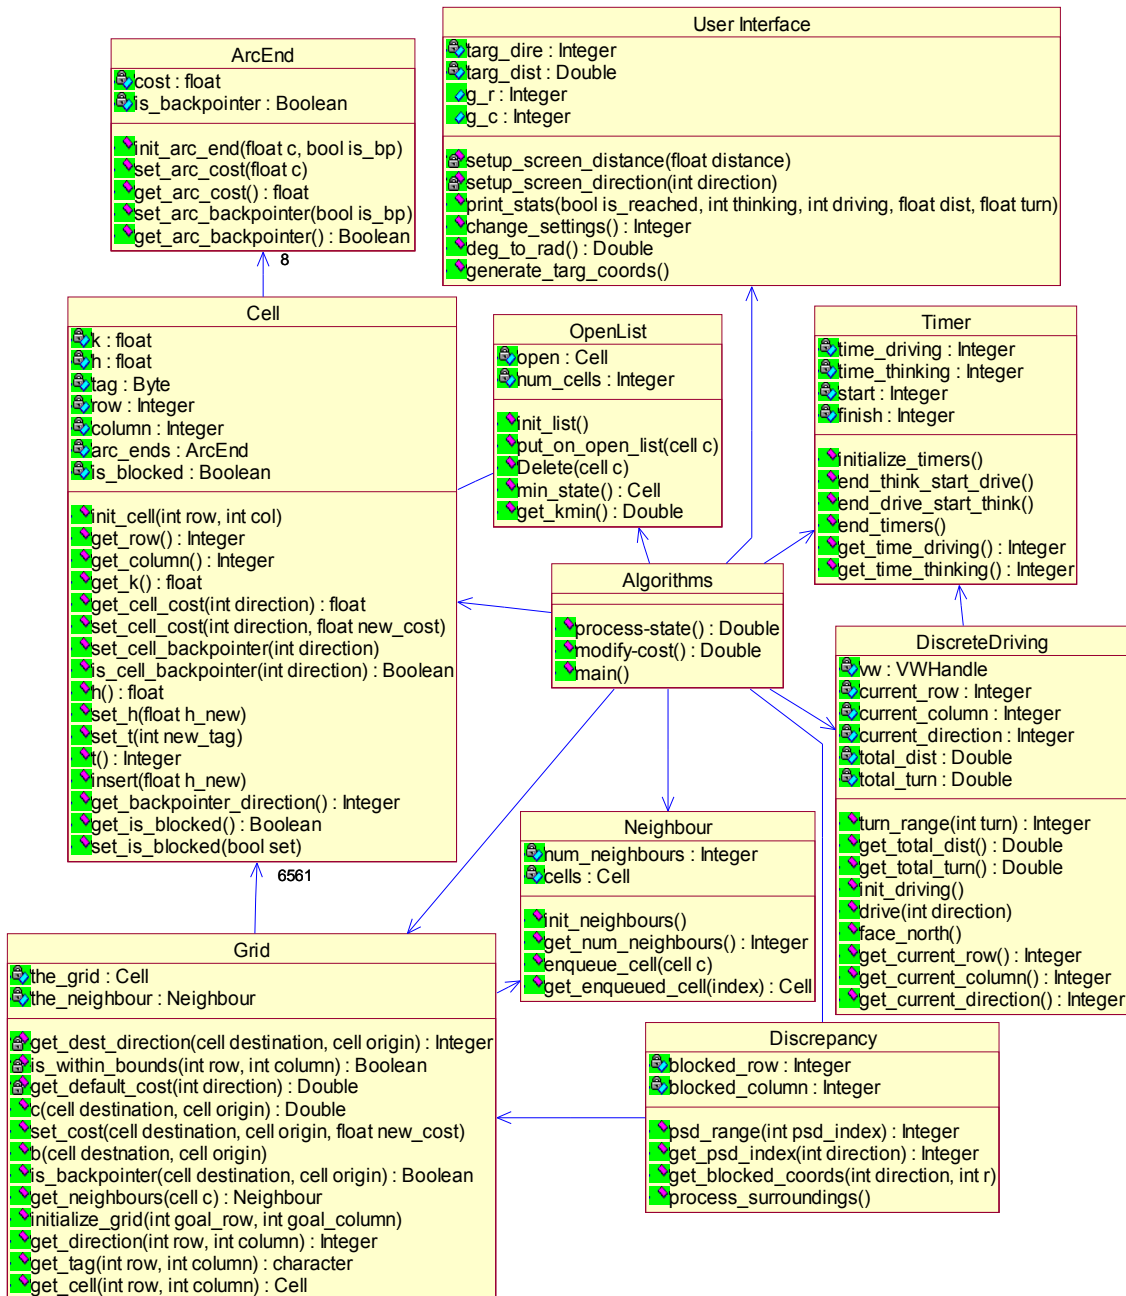 ArcEnd
cost : float
is_backpointer : Boolean
init_arc_end(float c, bool is_bp)
set_arc_cost(float c)
get_arc_cost() : float
set_arc_backpointer(bool is_bp)
get_arc_backpointer() : Boolean
8
User Interface
targ_dire : Integer
targ_dist : Double
g_r : Integer
g_c : Integer
setup_screen_distance(float distance)
setup_screen_direction(int direction)
print_stats(bool is_reached, int thinking, int driving, float dist, float turn)
change_settings() : Integer
deg_to_rad() : Double
generate_targ_coords()
Cell
k : float
h : float
tag : Byte
row : Integer
column : Integer
arc_ends : ArcEnd
is_blocked : Boolean
init_cell(int row, int col)
get_row() : Integer
get_column() : Integer
get_k() : float
get_cell_cost(int direction) : float
set_cell_cost(int direction, float new_cost)
set_cell_backpointer(int direction)
is_cell_backpointer(int direction) : Boolean
h() : float
set_h(float h_new)
set_t(int new_tag)
t() : Integer
insert(float h_new)
get_backpointer_direction() : Integer
get_is_blocked() : Boolean
set_is_blocked(bool set)
6561
OpenList
open : Cell
num_cells : Integer
init_list()
put_on_open_list(cell c)
Delete(cell c)
min_state() : Cell
get_kmin() : Double
Timer
time_driving : Integer
time_thinking : Integer
start : Integer
finish : Integer
initialize_timers()
end_think_start_drive()
end_drive_start_think()
end_timers()
get_time_driving() : Integer
get_time_thinking() : Integer
Algorithms
process-state() : Double
modify-cost() : Double
main()
DiscreteDriving
vw : VWHandle
current_row : Integer
current_column : Integer
current_direction : Integer
total_dist : Double
total_turn : Double
turn_range(int turn) : Integer
get_total_dist() : Double
get_total_turn() : Double
init_driving()
drive(int direction)
face_north()
get_current_row() : Integer
get_current_column() : Integer
get_current_direction() : Integer
Neighbour
num_neighbours : Integer
cells : Cell
init_neighbours()
get_num_neighbours() : Integer
enqueue_cell(cell c)
get_enqueued_cell(index) : Cell
Grid
the_grid : Cell
the_neighbour : Neighbour
get_dest_direction(cell destination, cell origin) : Integer
is_within_bounds(int row, int column) : Boolean
get_default_cost(int direction) : Double
c(cell destination, cell origin) : Double
set_cost(cell destination, cell origin, float new_cost)
b(cell destnation, cell origin)
is_backpointer(cell destination, cell origin) : Boolean
get_neighbours(cell c) : Neighbour
initialize_grid(int goal_row, int goal_column)
get_direction(int row, int column) : Integer
get_tag(int row, int column) : character
get_cell(int row, int column) : Cell
Discrepancy
blocked_row : Integer
blocked_column : Integer
psd_range(int psd_index) : Integer
get_psd_index(int direction) : Integer
get_blocked_coords(int direction, int r)
process_surroundings()